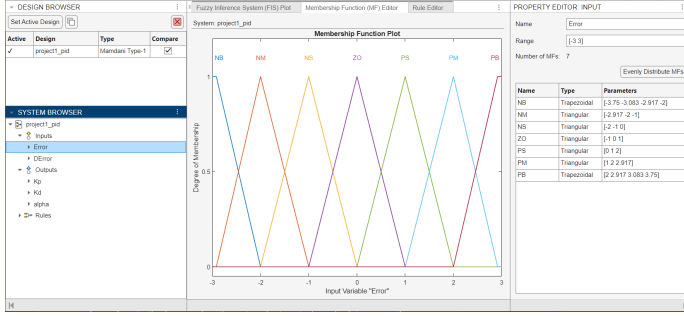 DESIGN BROWSER
Set Active Design
Active Design Type Compare
project1_pid Mamdani Type-1
SYSTEM BROWSER
project1_pid
Inputs
Error
DError
Outputs
Kp
Kd
alpha
Rules
Fuzzy Inference System (FIS) Plot Membership Function (MF) Editor Rule Editor
System: project1_pid
Membership Function Plot
NB NM NS ZO PS PM PB
1
0.5
0
Degree of Membership
-3 -2 -1 0 1 2 3
Input Variable "Error"
PROPERTY EDITOR: INPUT
Name Error
Range [-3 3]
Number of MFs: 7
Evenly Distribute MFs
Name Type Parameters
NB Trapezoidal [-3.75 -3.083 -2.917 -2]
NM Triangular [-2.917 -2 -1]
NS Triangular [-2 -1 0]
ZO Triangular [-1 0 1]
PS Triangular [0 1 2]
PM Triangular [1 2 2.917]
PB Trapezoidal [2 2.917 3.083 3.75]